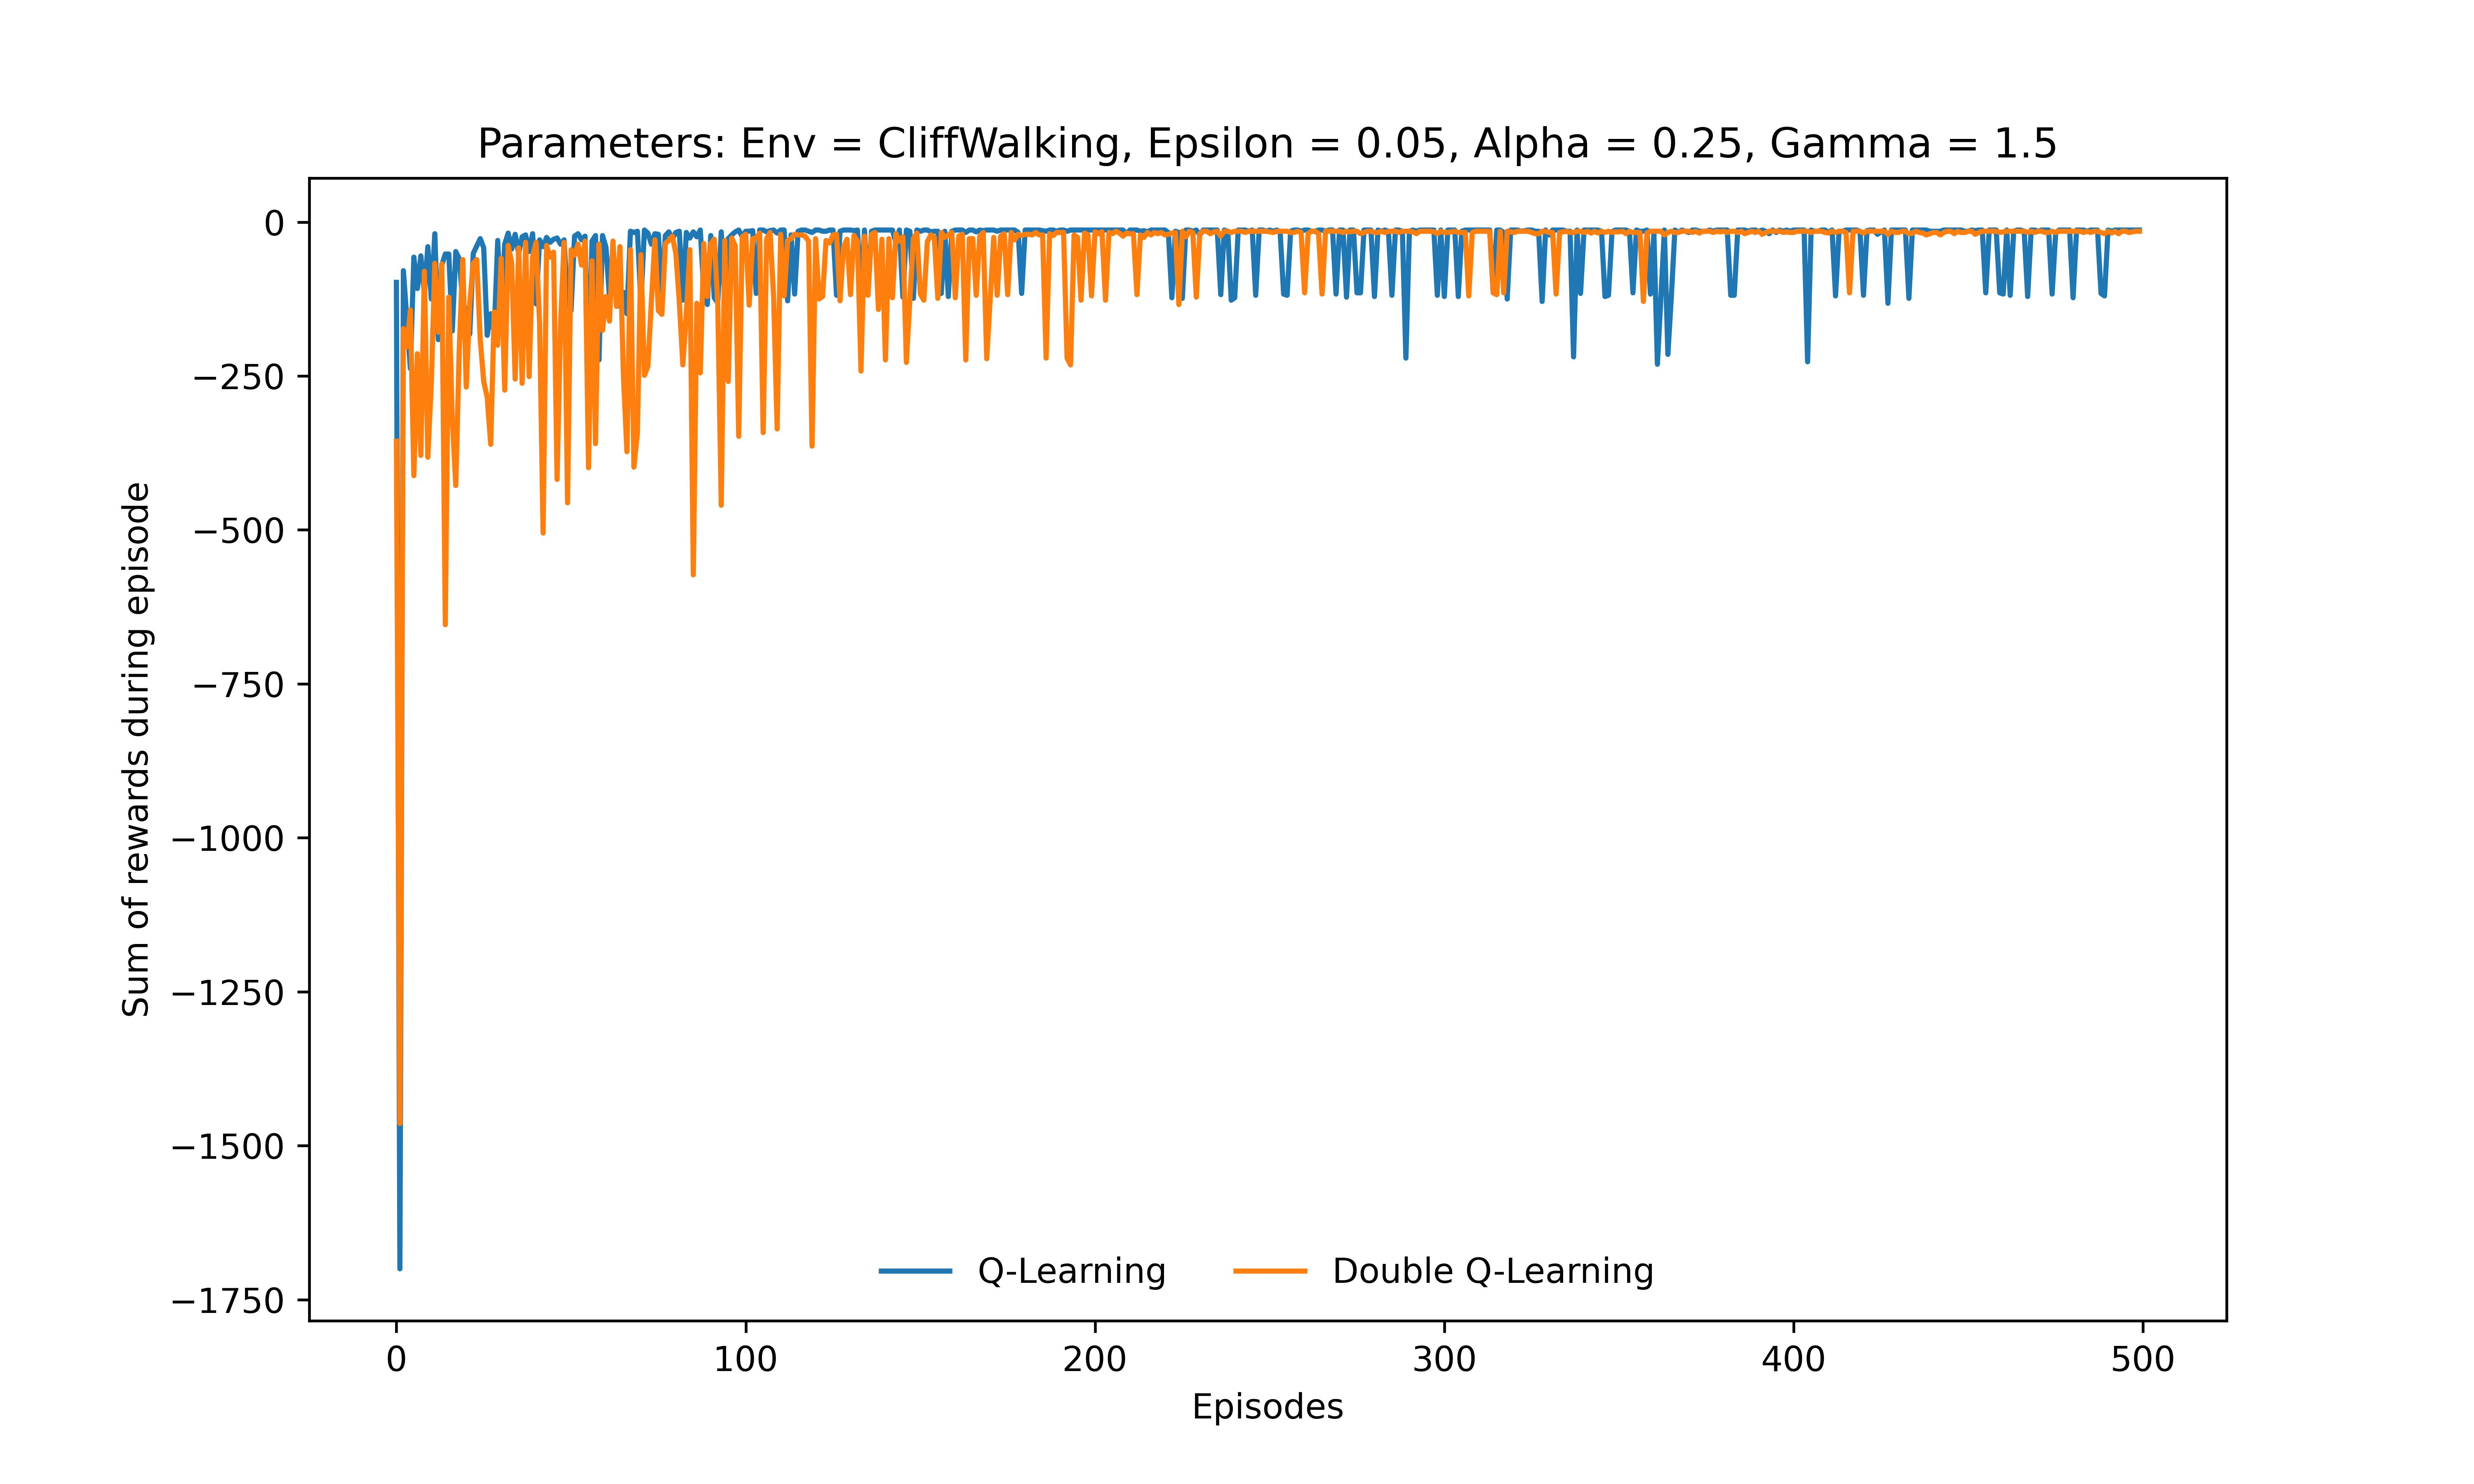 Parameters: Env = CliffWalking, Epsilon = 0.05, Alpha = 0.25, Gamma = 1.5
0
−250
−500
−750
−1000
−1250
−1500
−1750
Sum of rewards during episode
Q-Learning
Double Q-Learning
0
100
200
300
400
500
Episodes